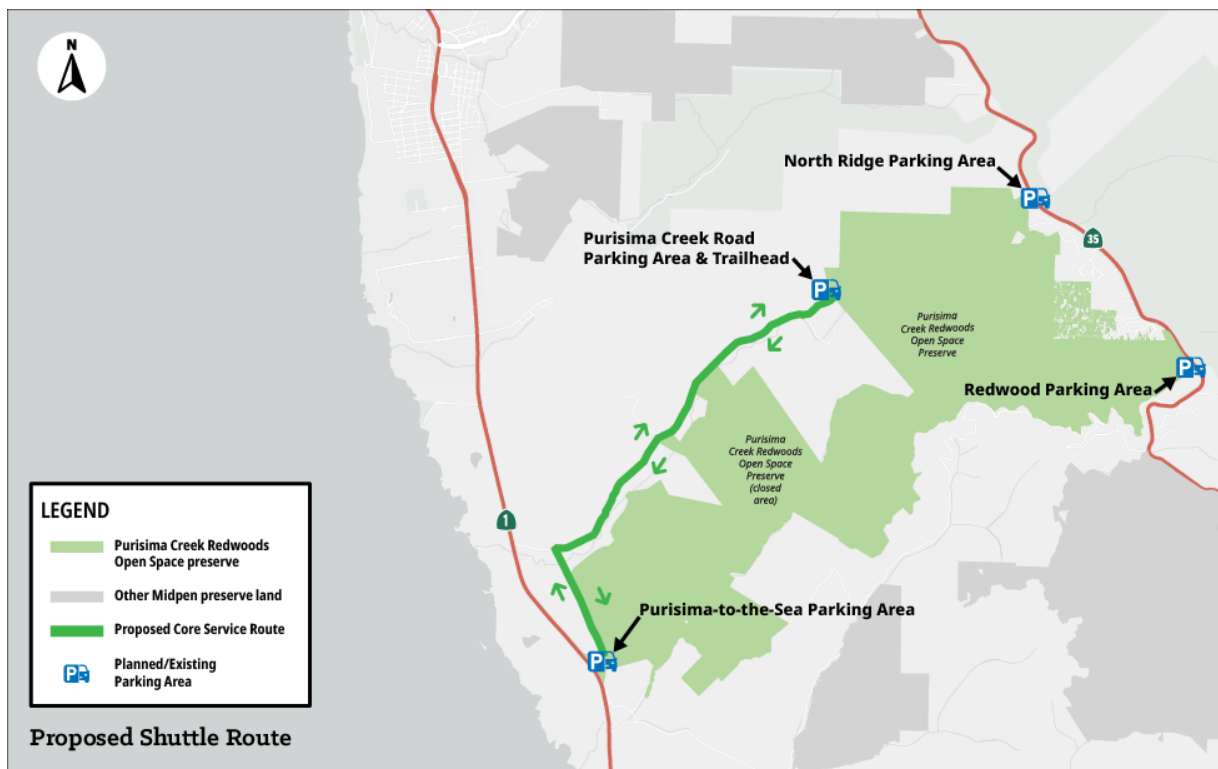 N
North Ridge Parking Area
P
35
Purisima Creek Road
Parking Area & Trailhead
P
Purisima
Creek Redwoods
Open Space
Preserve
P
Redwood Parking Area
Purisima
Creek Redwoods
Open Space
Preserve
(closed
area)
1
Purisima-to-the-Sea Parking Area
P
LEGEND
Purisima Creek Redwoods
Open Space preserve
Other Midpen preserve land
Proposed Core Service Route
P
Planned/Existing
Parking Area
Proposed Shuttle Route